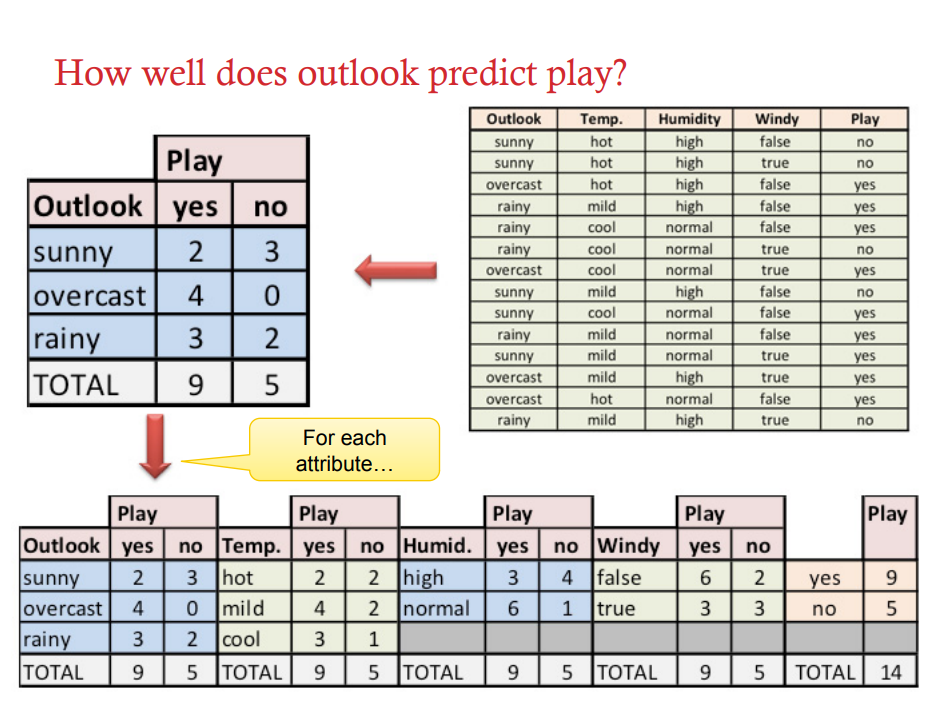 How well does outlook predict play?
Outlook Temp. Humidity Windy Play
sunny hot high false no
sunny hot high true no
overcast hot high false yes
rainy mild high false yes
rainy cool normal false yes
rainy cool normal true no
overcast cool normal true yes
sunny mild high false no
sunny cool normal false yes
rainy mild normal false yes
sunny mild normal true yes
overcast mild high true yes
overcast hot normal false yes
rainy mild high true no
Play
Outlook yes no
sunny 2 3
overcast 4 0
rainy 3 2
TOTAL 9 5
For each
attribute…
Play Play Play Play Play
Outlook yes no Temp. yes no Humid. yes no Windy yes no
sunny 2 3 hot 2 2 high 3 4 false 6 2 yes 9
overcast 4 0 mild 4 2 normal 6 1 true 3 3 no 5
rainy 3 2 cool 3 1
TOTAL 9 5 TOTAL 9 5 TOTAL 9 5 TOTAL 9 5 TOTAL 14